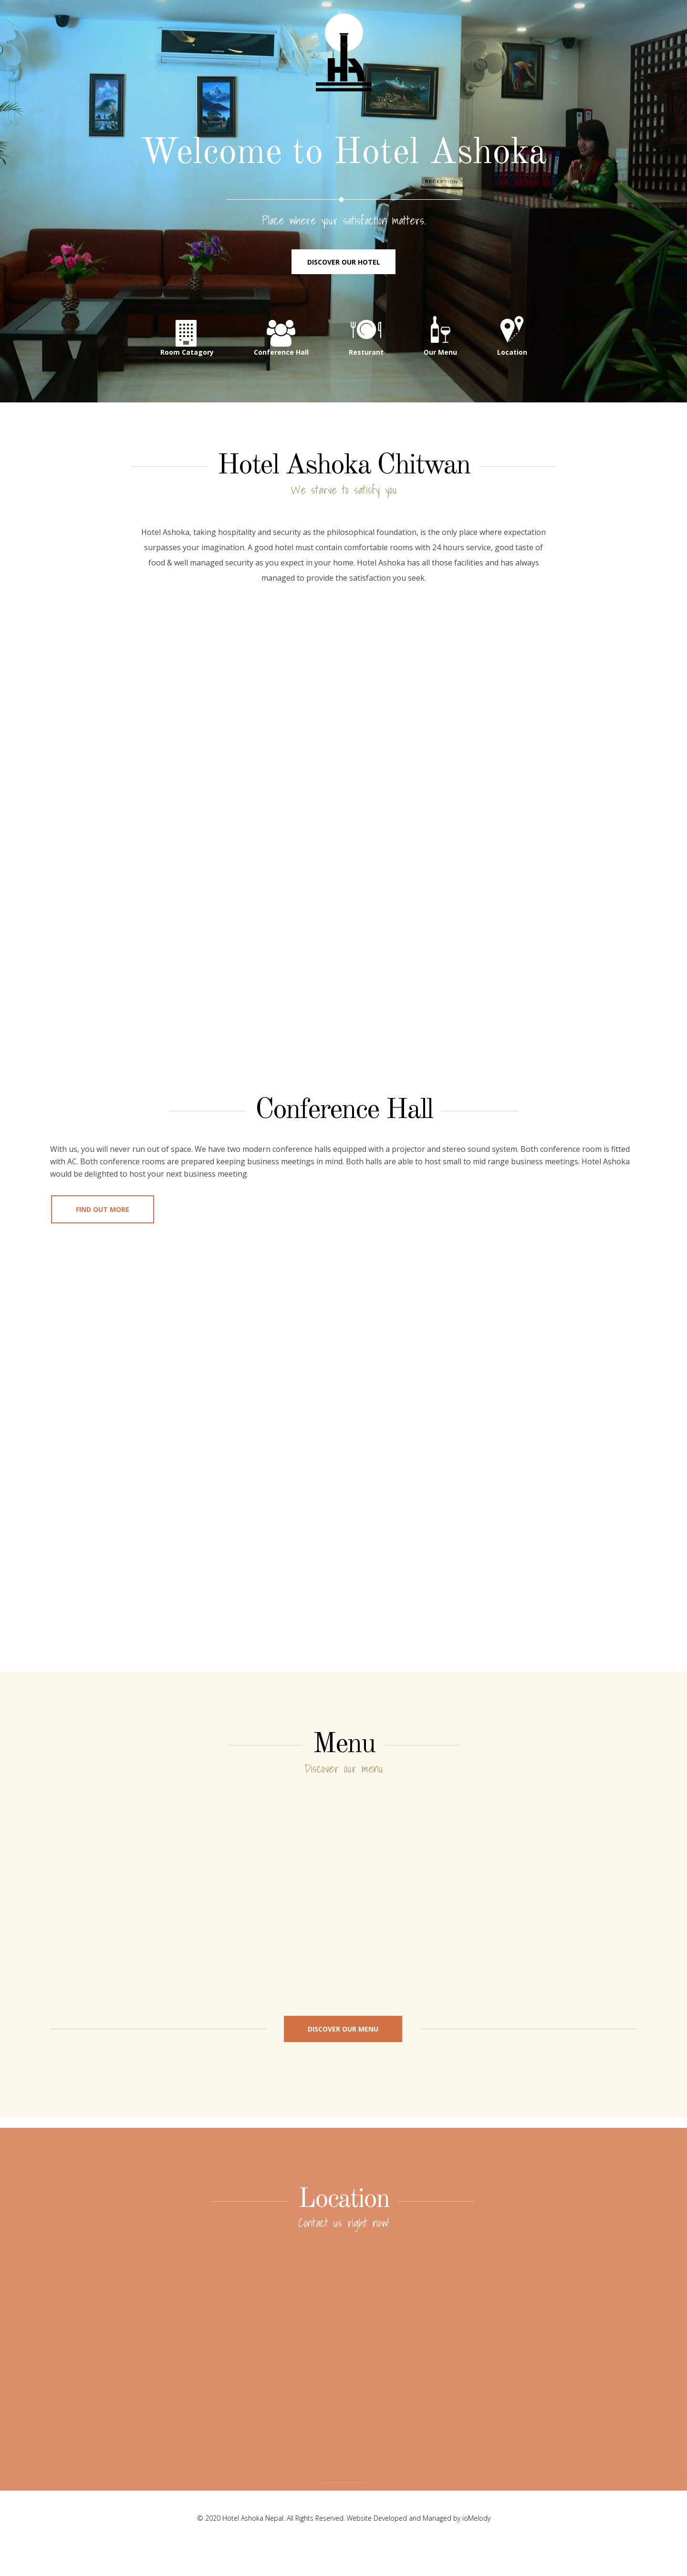 HA
Welcome to Hotel Ashoka
RECEPTION
Place where your satisfaction matters.
DISCOVER OUR HOTEL
Room Catagory
Conference Hall
Resturant
Our Menu
Location
Hotel Ashoka Chitwan
We starve to satisfy you
Hotel Ashoka, taking hospitality and security as the philosophical foundation, is the only place where expectation
surpasses your imagination. A good hotel must contain comfortable rooms with 24 hours service, good taste of
food & well managed security as you expect in your home. Hotel Ashoka has all those facilities and has always
managed to provide the satisfaction you seek.
Conference Hall
With us, you will never run out of space. We have two modern conference halls equipped with a projector and stereo sound system. Both conference room is fitted
with AC. Both conference rooms are prepared keeping business meetings in mind. Both halls are able to host small to mid range business meetings. Hotel Ashoka
would be delighted to host your next business meeting.
FIND OUT MORE
Menu
Discover our menu
DISCOVER OUR MENU
Location
Contact us right now!
© 2020 Hotel Ashoka Nepal. All Rights Reserved. Website Developed and Managed by ioMelody